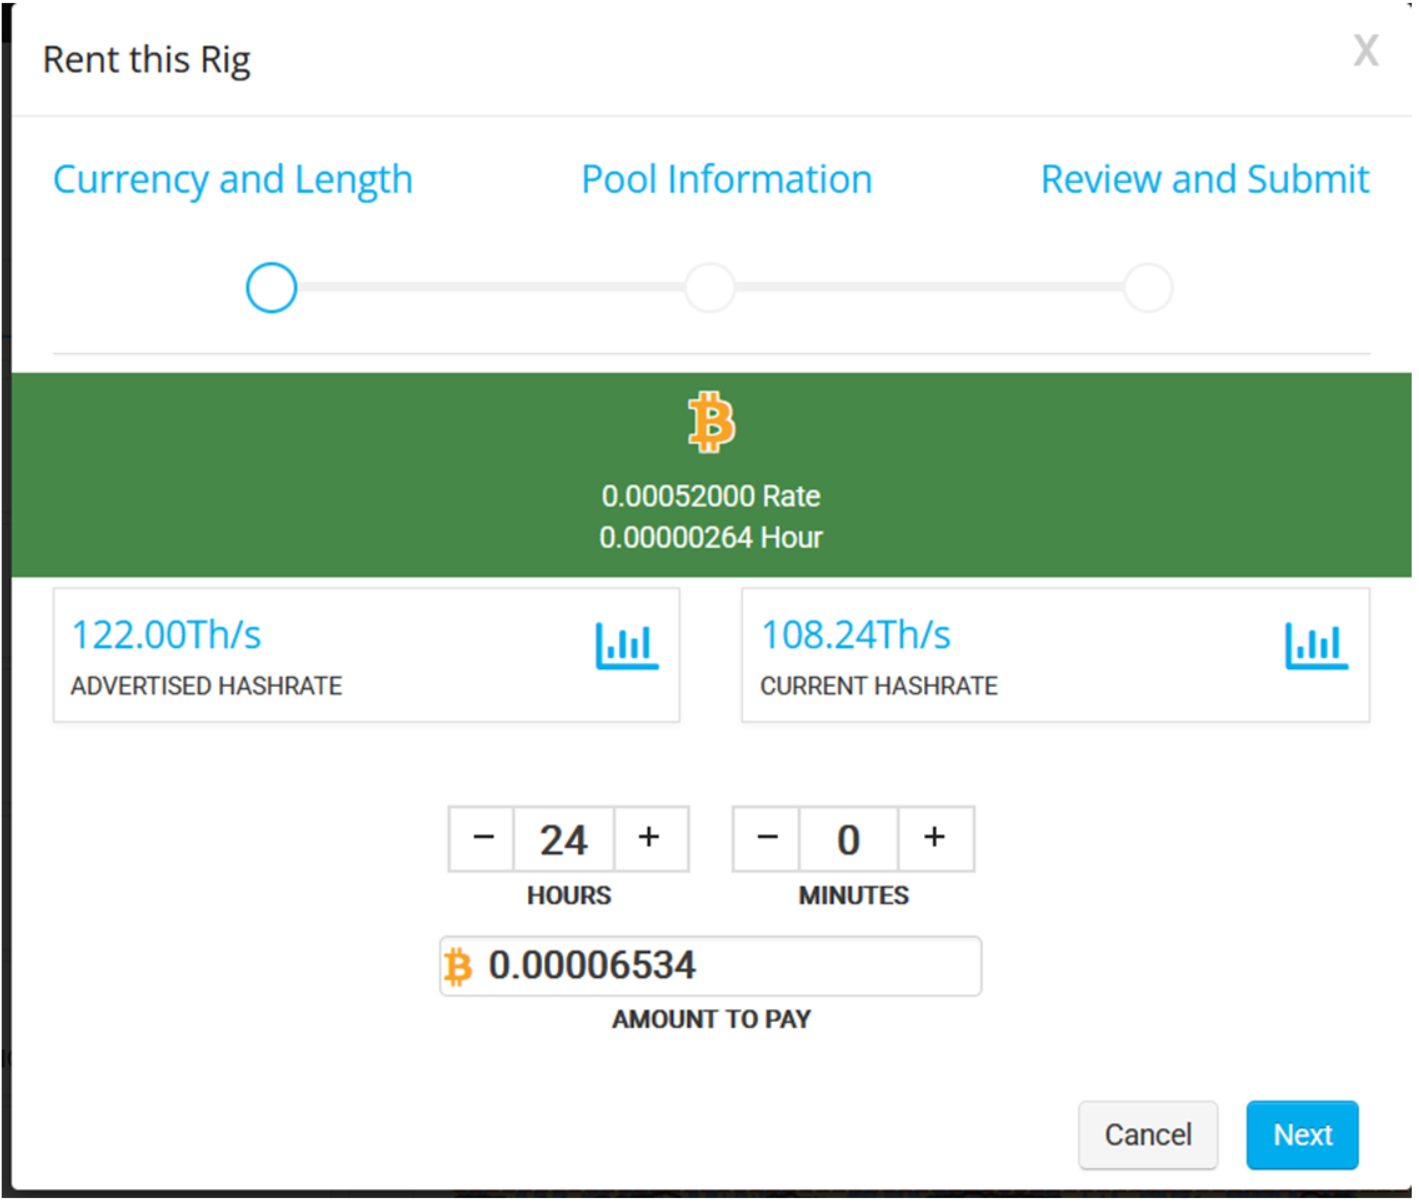 Rent this Rig X
Currency and Length Pool Information Review and Submit
0.00052000 Rate
0.00000264 Hour
122.00Th/s
ADVERTISED HASHRATE
108.24Th/s
CURRENT HASHRATE
− 24 +
HOURS
− 0 +
MINUTES
₿ 0.00006534
AMOUNT TO PAY
Cancel Next